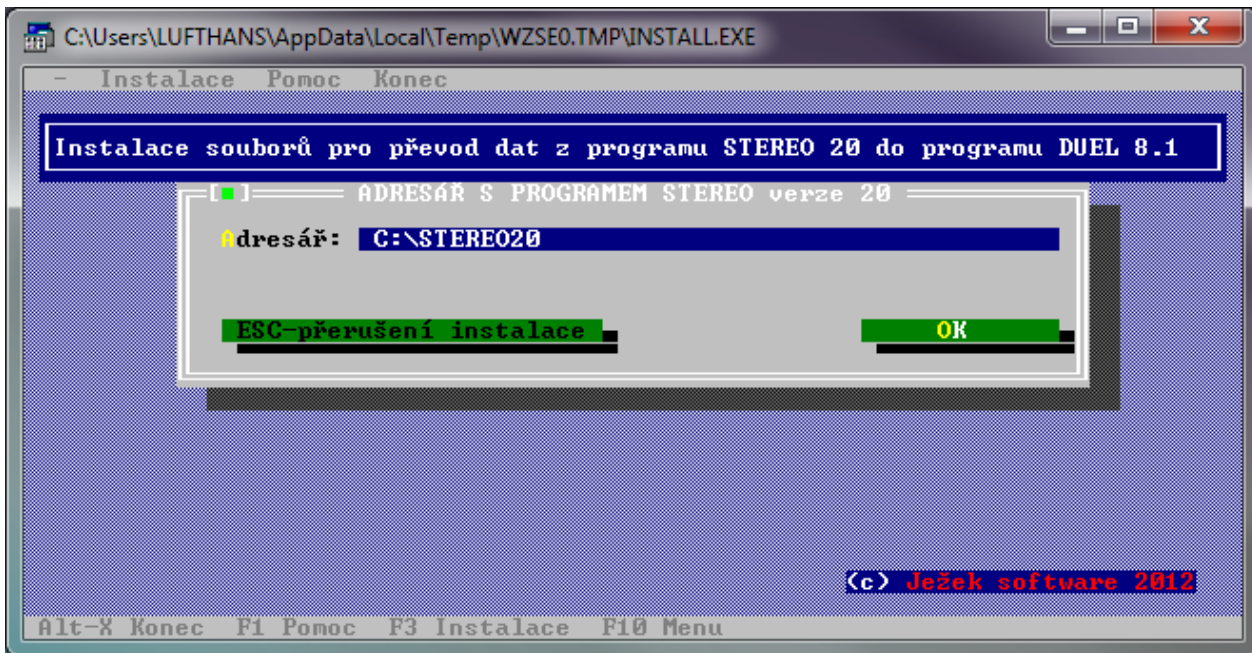 C:\Users\LUFTHANS\AppData\Local\Temp\WZSE0.TMP\INSTALL.EXE
- Instalace Pomoc Konec
Instalace souborů pro převod dat z programu STEREO 20 do programu DUEL 8.1
[■] ADRESÁŘ S PROGRAMEM STEREO verze 20
Adresář: C:\STEREO20
ESC-přerušení instalace OK
(c) Ježek software 2012
Alt-X Konec F1 Pomoc F3 Instalace F10 Menu